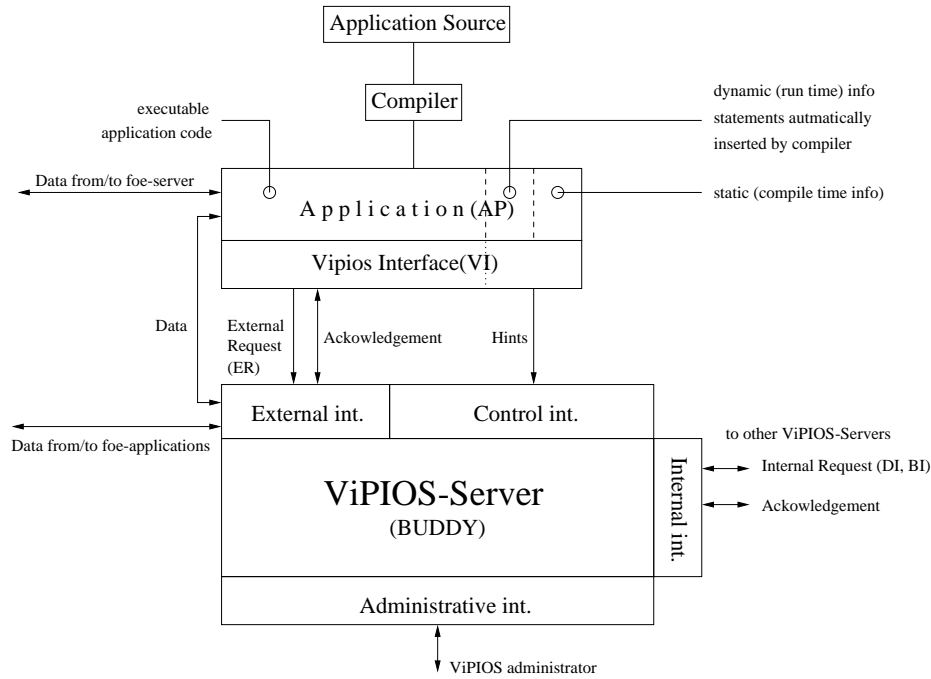 Application Source
Compiler
executable
application code
dynamic (run time) info
statements autmatically
inserted by compiler
Data from/to foe-server
static (compile time info)
Application (AP)
Vipios Interface(VI)
Data
External
Request
(ER)
Ackowledgement
Hints
External int.
Control int.
Data from/to foe-applications
to other ViPIOS-Servers
Internal Request (DI, BI)
Ackowledgement
Internal int.
ViPIOS-Server
(BUDDY)
Administrative int.
ViPIOS administrator